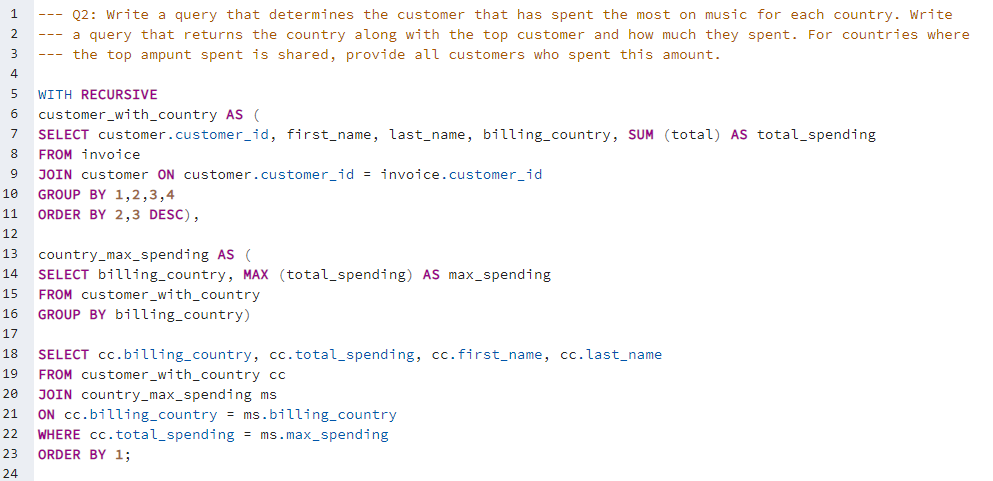 1 --- Q2: Write a query that determines the customer that has spent the most on music for each country. Write
2 --- a query that returns the country along with the top customer and how much they spent. For countries where
3 --- the top ampunt spent is shared, provide all customers who spent this amount.
4
5 WITH RECURSIVE
6 customer_with_country AS (
7 SELECT customer.customer_id, first_name, last_name, billing_country, SUM (total) AS total_spending
8 FROM invoice
9 JOIN customer ON customer.customer_id = invoice.customer_id
10 GROUP BY 1,2,3,4
11 ORDER BY 2,3 DESC),
12
13 country_max_spending AS (
14 SELECT billing_country, MAX (total_spending) AS max_spending
15 FROM customer_with_country
16 GROUP BY billing_country)
17
18 SELECT cc.billing_country, cc.total_spending, cc.first_name, cc.last_name
19 FROM customer_with_country cc
20 JOIN country_max_spending ms
21 ON cc.billing_country = ms.billing_country
22 WHERE cc.total_spending = ms.max_spending
23 ORDER BY 1;
24